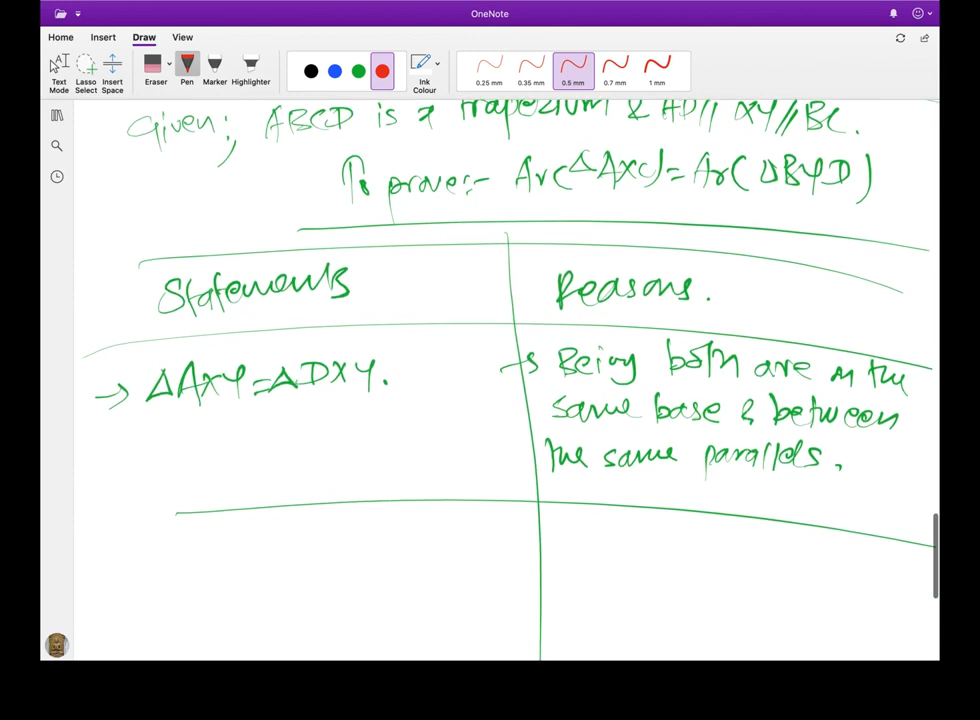 OneNote
Home Insert Draw View
Text Mode
Lasso Select
Insert Space
Eraser
Pen
Marker
Highlighter
Ink Colour
0.25 mm
0.35 mm
0.5 mm
0.7 mm
1 mm
Given; ABCD is a trapezium & AD// XY//BC.
To prove:- Ar(△AXC)=Ar(△BYD)
Statements
Reasons.
→ △AXY=△DXY.
→ Being both are on the
same base & between
the same parallels.